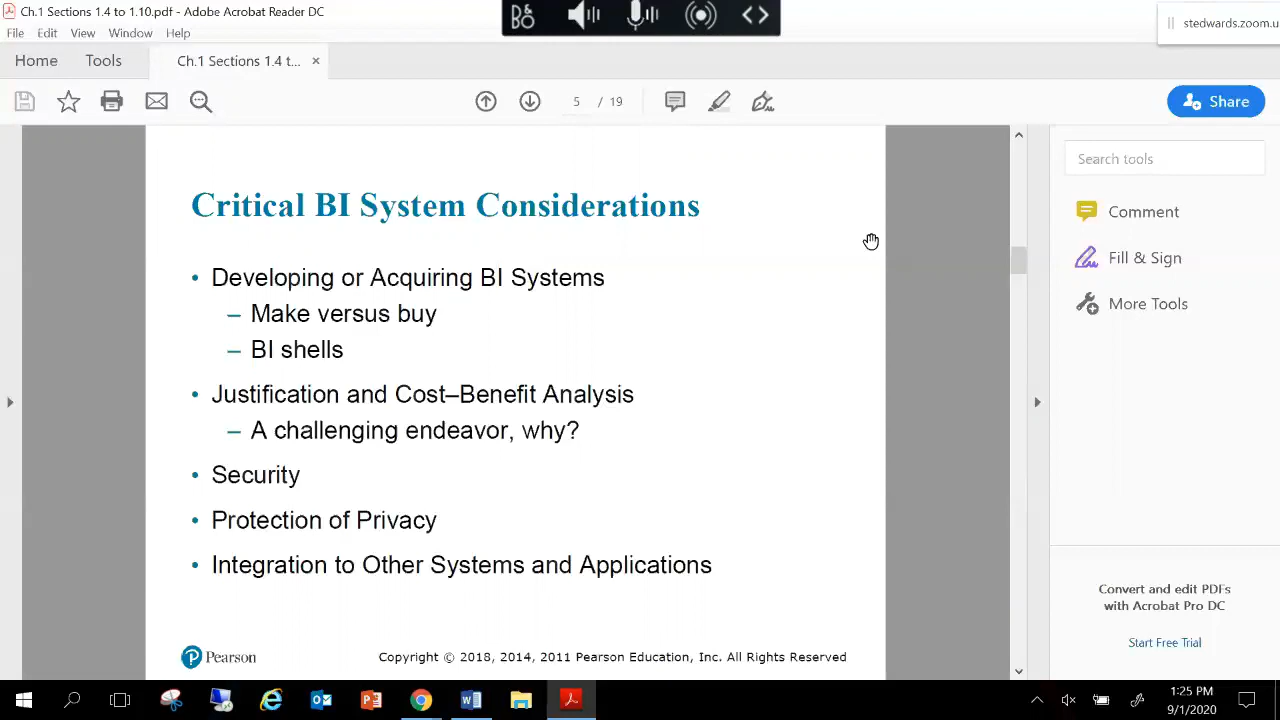 Ch.1 Sections 1.4 to 1.10.pdf - Adobe Acrobat Reader DC
stedwards.zoom.u
File Edit View Window Help
Home Tools Ch.1 Sections 1.4 t... ×
5 / 19
Share
Search tools
Critical BI System Considerations
Comment
Fill & Sign
More Tools
• Developing or Acquiring BI Systems
– Make versus buy
– BI shells
• Justification and Cost–Benefit Analysis
– A challenging endeavor, why?
• Security
• Protection of Privacy
• Integration to Other Systems and Applications
Convert and edit PDFs
with Acrobat Pro DC
Start Free Trial
Pearson
Copyright © 2018, 2014, 2011 Pearson Education, Inc. All Rights Reserved
1:25 PM
9/1/2020